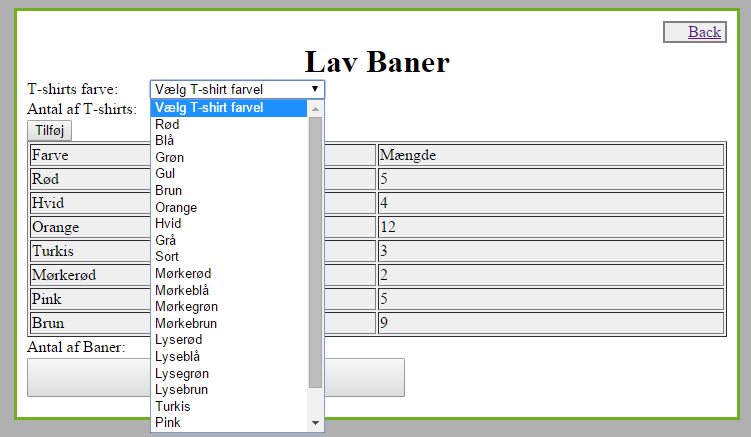 Back
Lav Baner
T-shirts farve: Vælg T-shirt farvel
Antal af T-shirts:
Tilføj
Vælg T-shirt farvel
Rød
Blå
Grøn
Gul
Brun
Orange
Hvid
Grå
Sort
Mørkerød
Mørkeblå
Mørkegrøn
Mørkebrun
Lyserød
Lyseblå
Lysegrøn
Lysebrun
Turkis
Pink
Farve Mængde
Rød 5
Hvid 4
Orange 12
Turkis 3
Mørkerød 2
Pink 5
Brun 9
Antal af Baner: